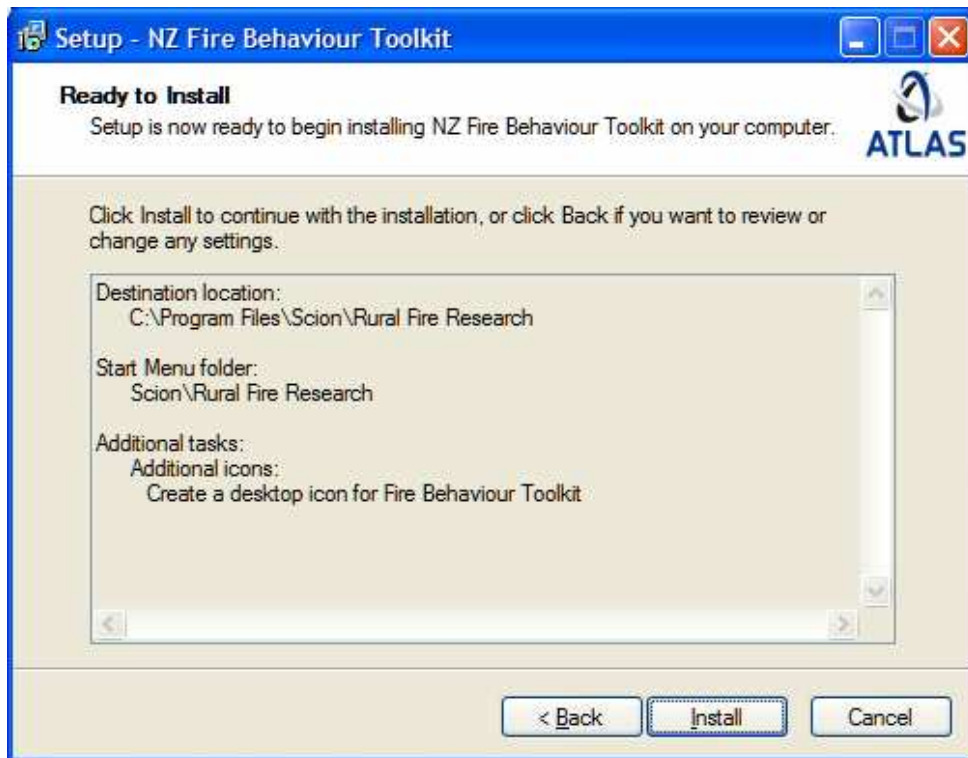 Setup - NZ Fire Behaviour Toolkit
Ready to Install
Setup is now ready to begin installing NZ Fire Behaviour Toolkit on your computer.
ATLAS
Click Install to continue with the installation, or click Back if you want to review or
change any settings.
Destination location:
C:\Program Files\Scion\Rural Fire Research
Start Menu folder:
Scion\Rural Fire Research
Additional tasks:
Additional icons:
Create a desktop icon for Fire Behaviour Toolkit
< Back
Install
Cancel